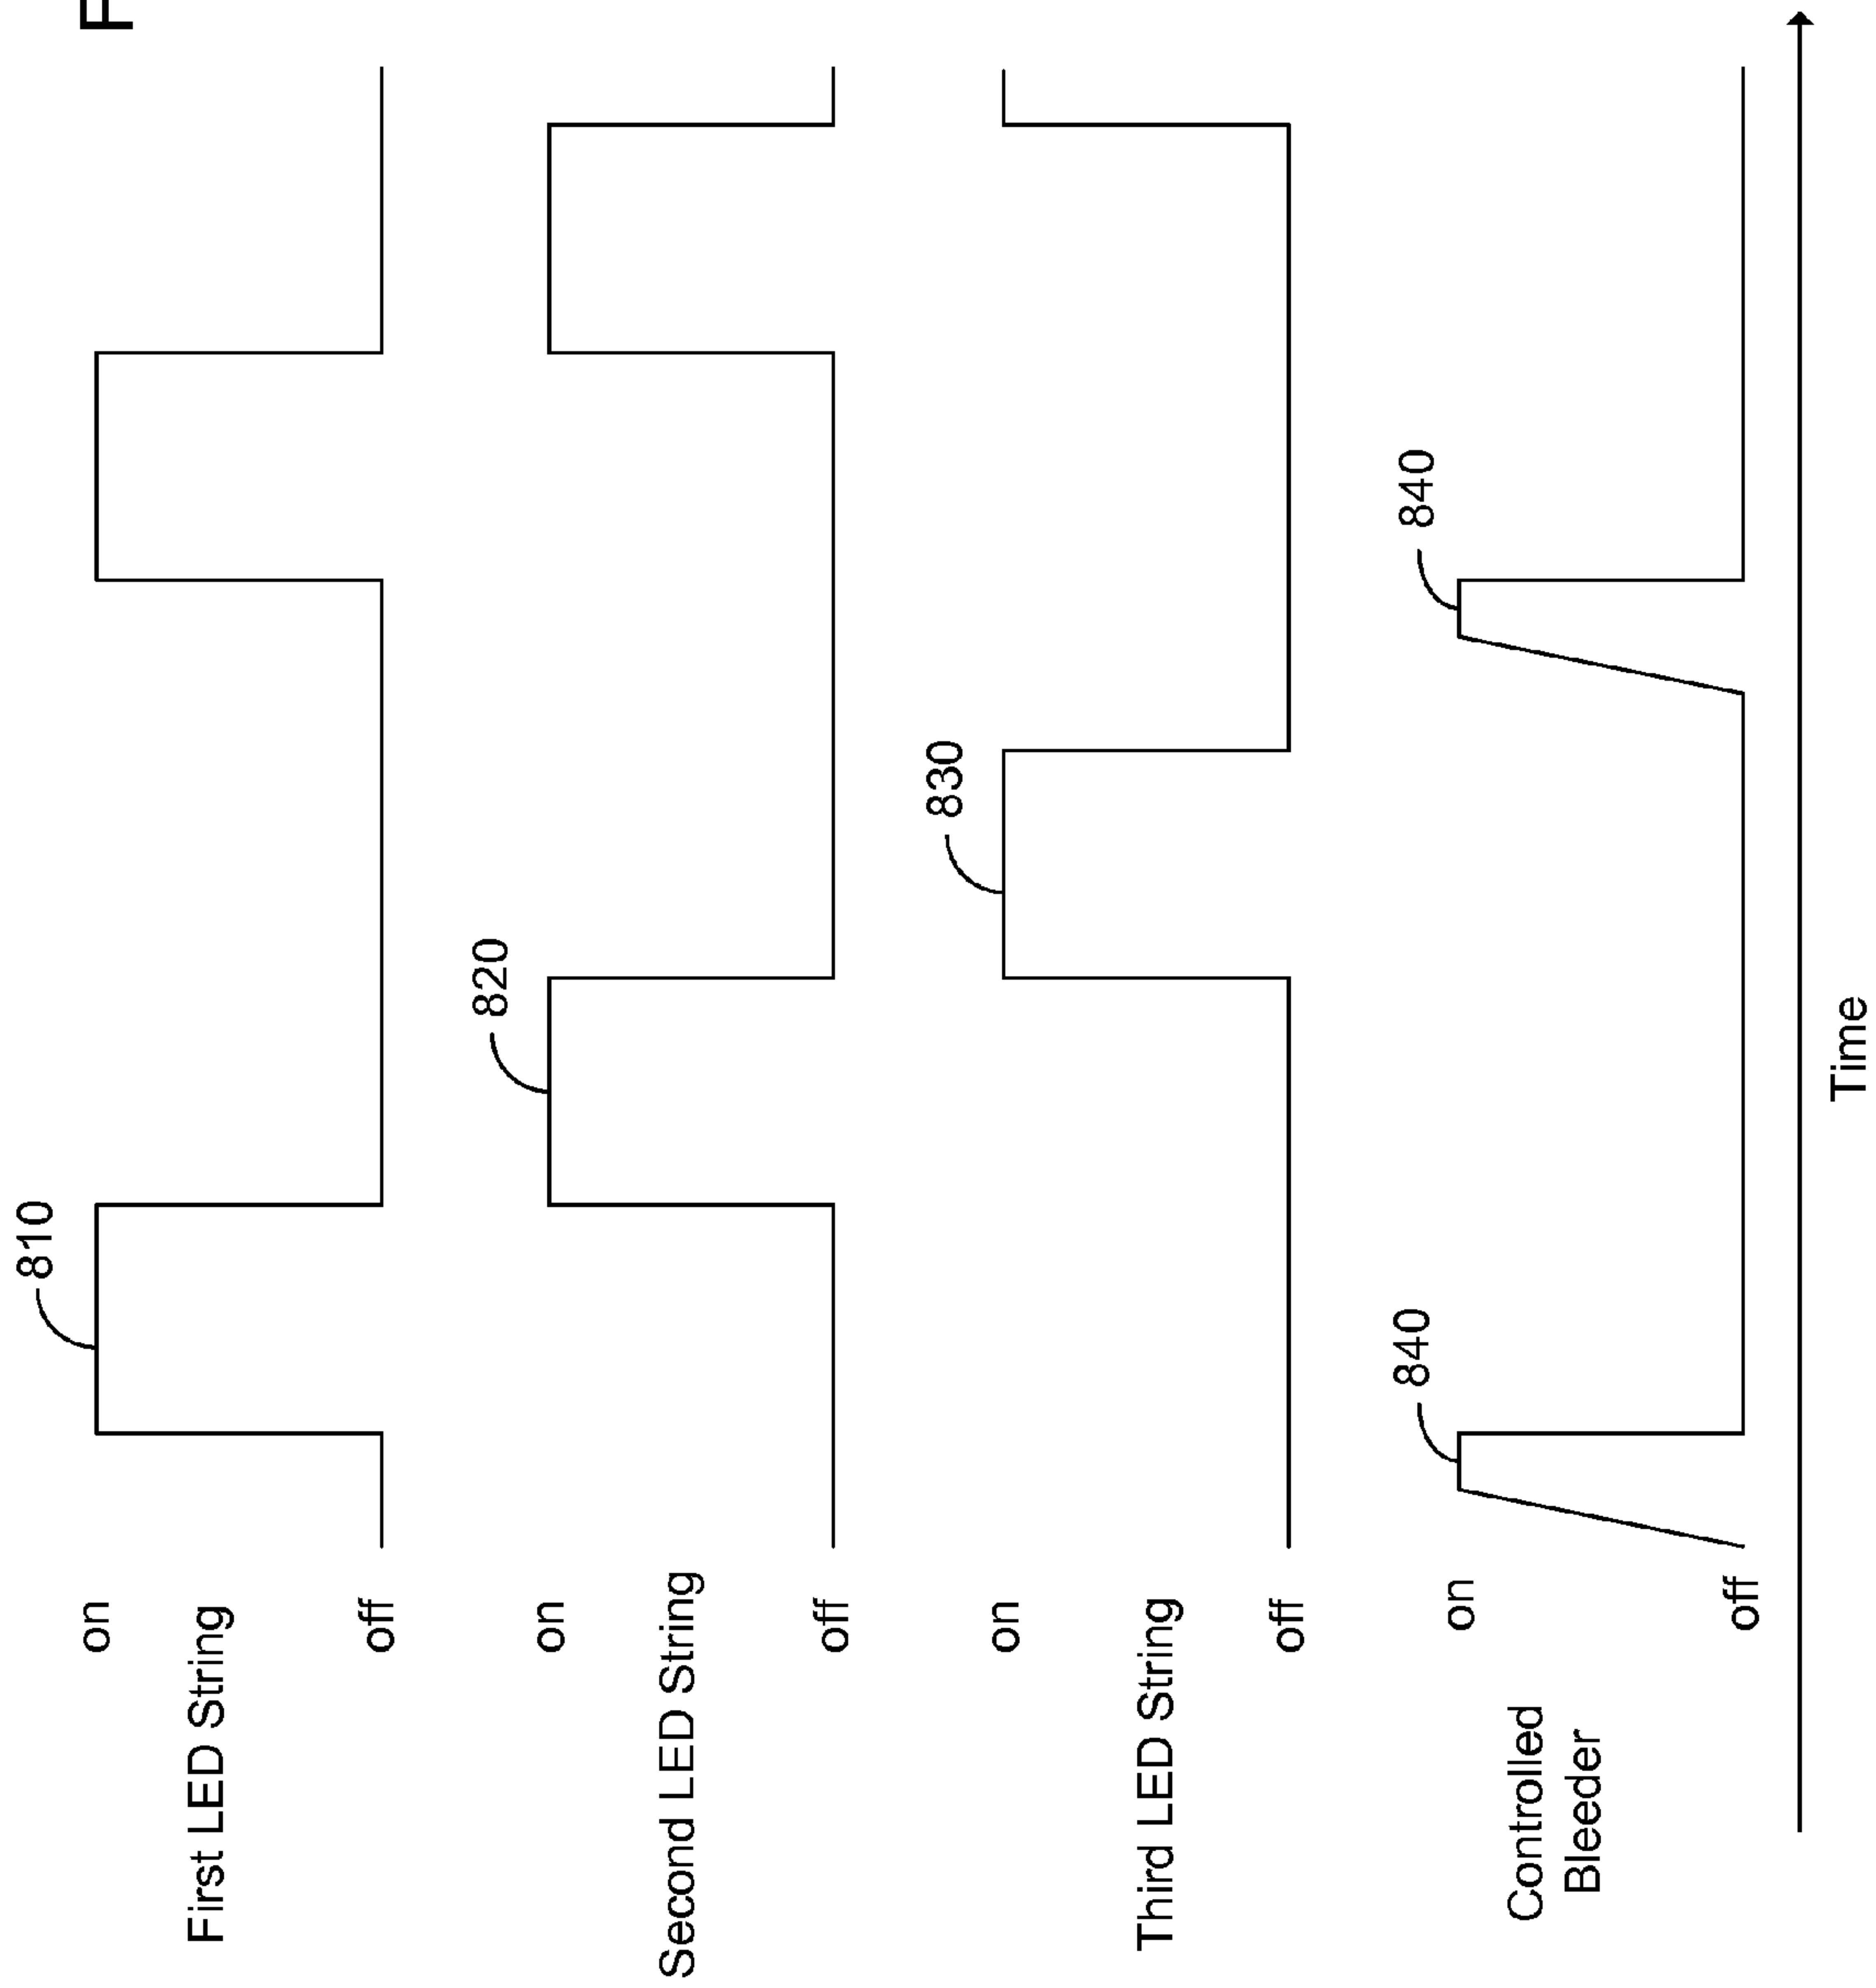 F
810
on
First LED String
off
820
on
Second LED String
off
830
on
Third LED String
off
840
840
on
Controlled
Bleeder
off
Time